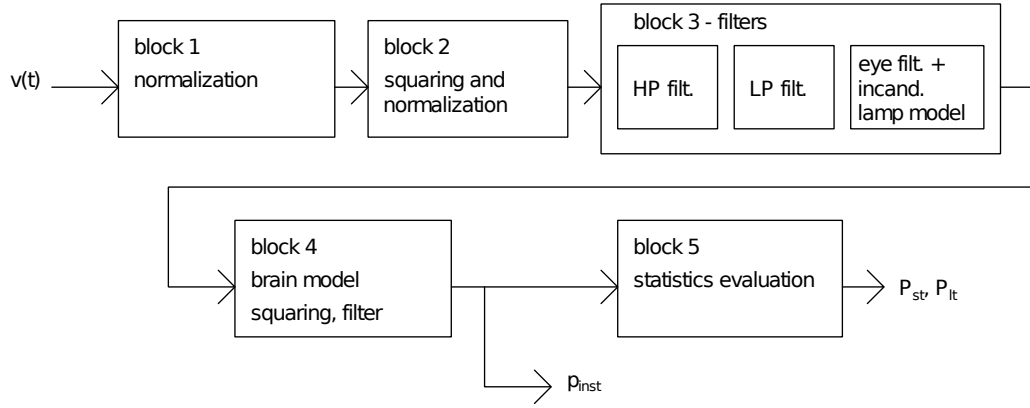 v(t)
block 1
normalization
block 2
squaring and
normalization
block 3 - filters
HP filt.
LP filt.
eye filt. +
incand.
lamp model
block 4
brain model
squaring, filter
block 5
statistics evaluation
Pst, Plt
pinst